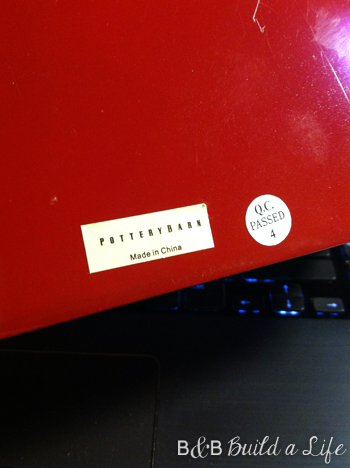 POTTERYBARN
Made in China
Q.C.
PASSED
4
B&B Build a Life